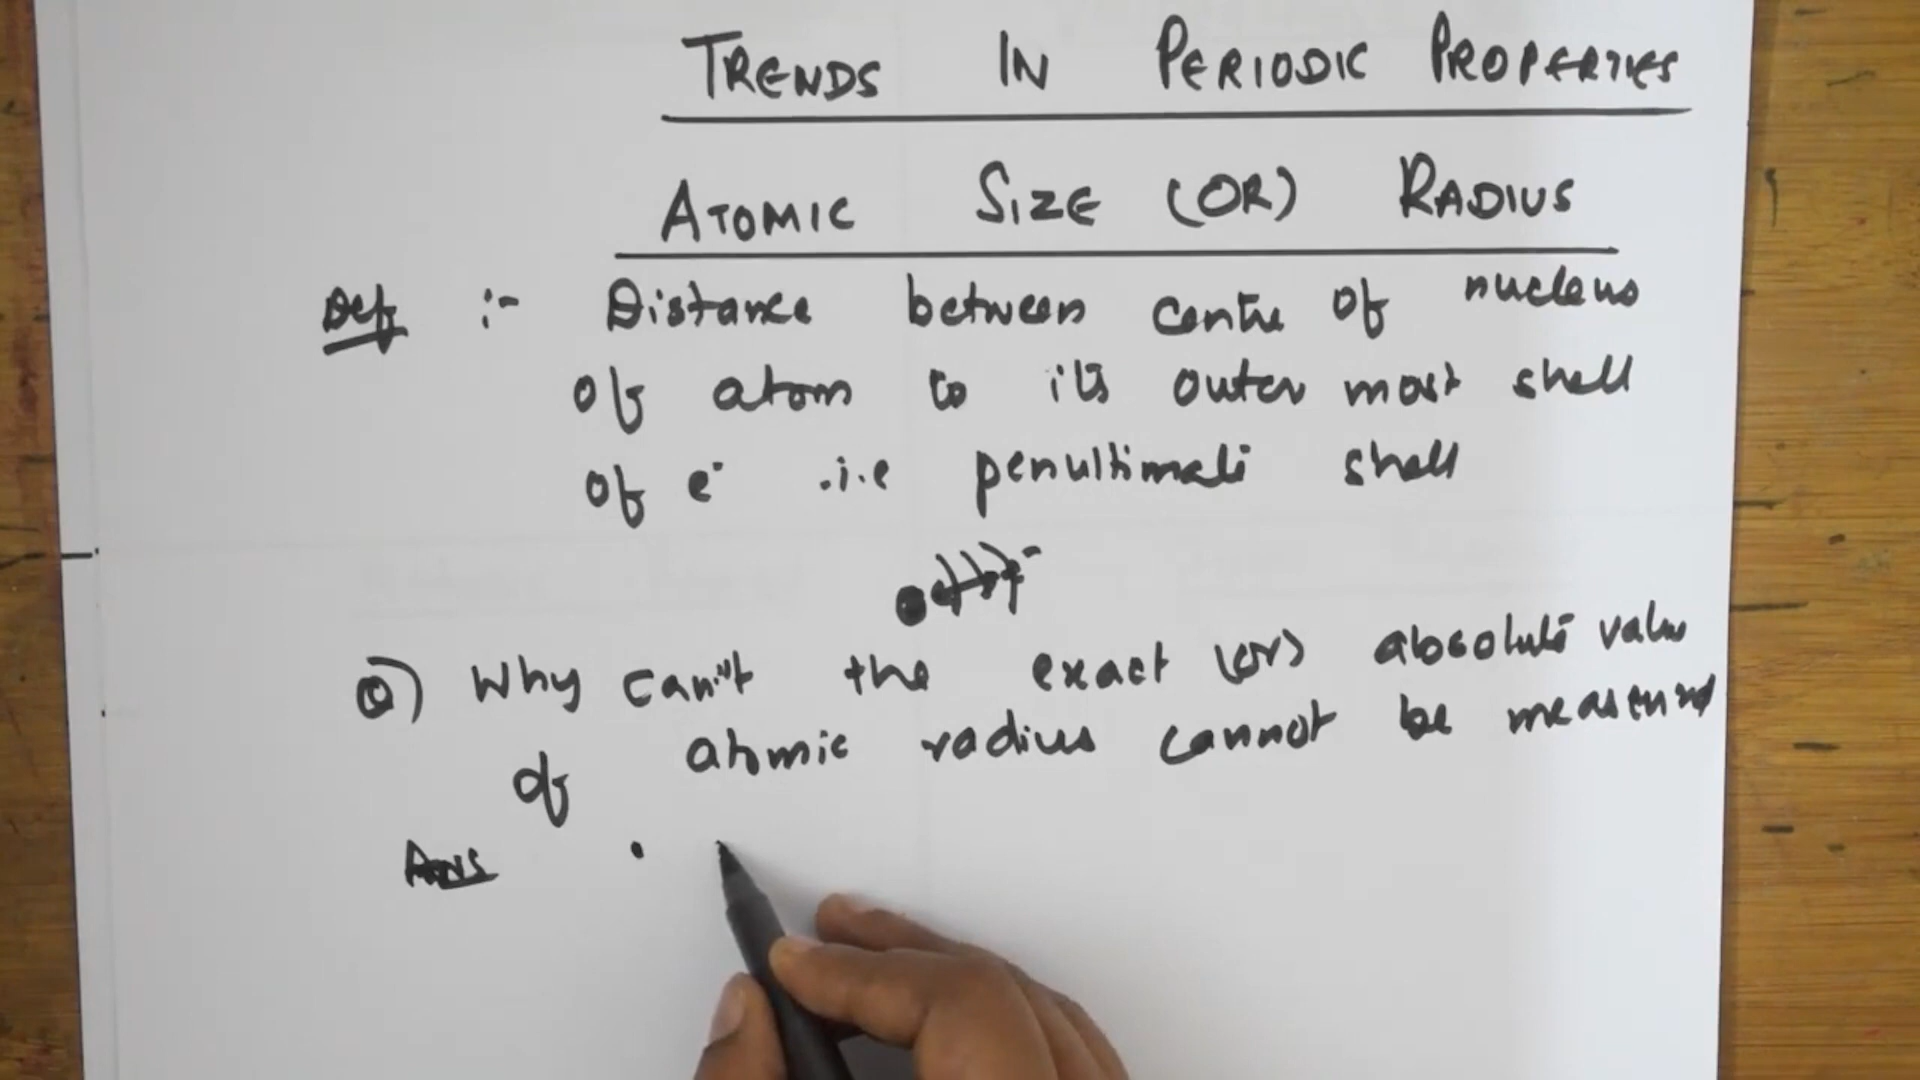 TRENDS IN PERIODIC PROPERTIES
ATOMIC SIZE (OR) RADIUS
Def :- Distance between centre of nucleus
of atom to its outer most shell
of e- .i.e penultimate shell
Q) Why can't the exact (or) absolute value
of atomic radius cannot be measured
Ans .